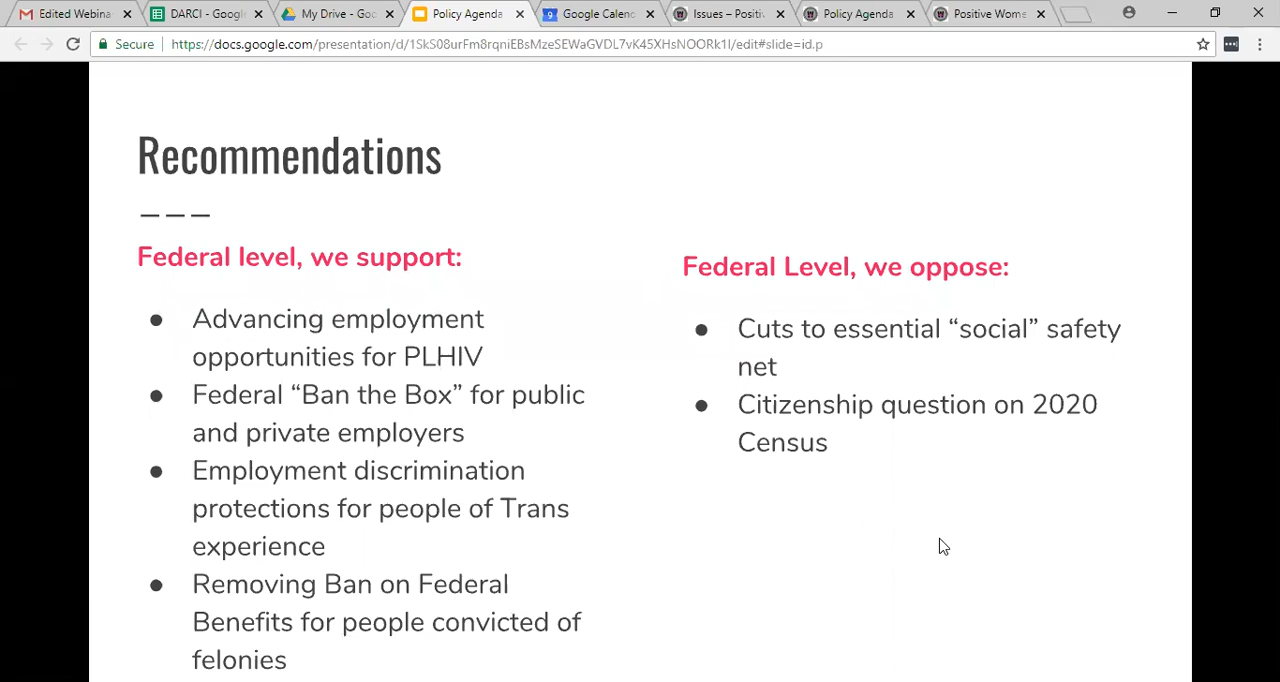 Edited Webina
DARCI - Google
My Drive - Goo
Policy Agenda
Google Calend
Issues – Positiv
Policy Agenda
Positive Wome
Secure
https://docs.google.com/presentation/d/1SkS08urFm8rqniEBsMzeSEWaGVDL7vK45XHsNOORk1I/edit#slide=id.p
Recommendations
Federal level, we support:
● Advancing employment
opportunities for PLHIV
● Federal “Ban the Box” for public
and private employers
● Employment discrimination
protections for people of Trans
experience
● Removing Ban on Federal
Benefits for people convicted of
felonies
Federal Level, we oppose:
● Cuts to essential “social” safety
net
● Citizenship question on 2020
Census